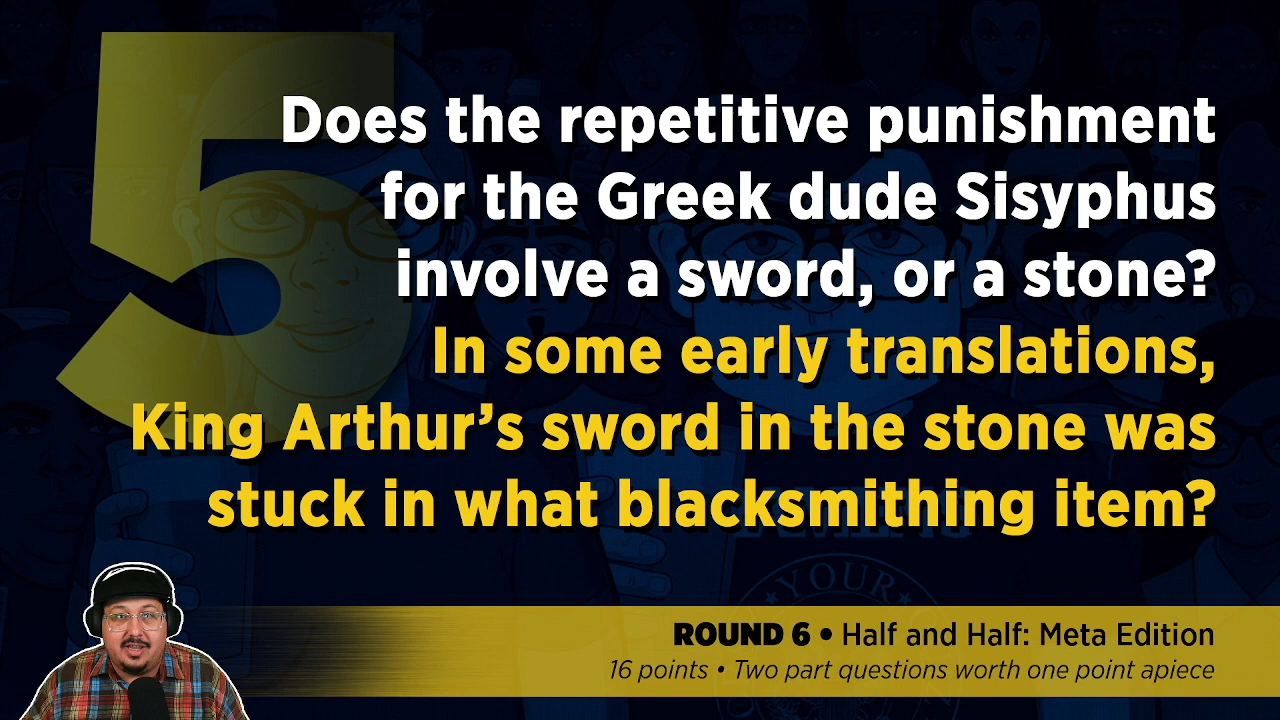 5
Does the repetitive punishment
for the Greek dude Sisyphus
involve a sword, or a stone?
In some early translations,
King Arthur’s sword in the stone was
stuck in what blacksmithing item?
YOUR
ROUND 6 • Half and Half: Meta Edition
16 points • Two part questions worth one point apiece